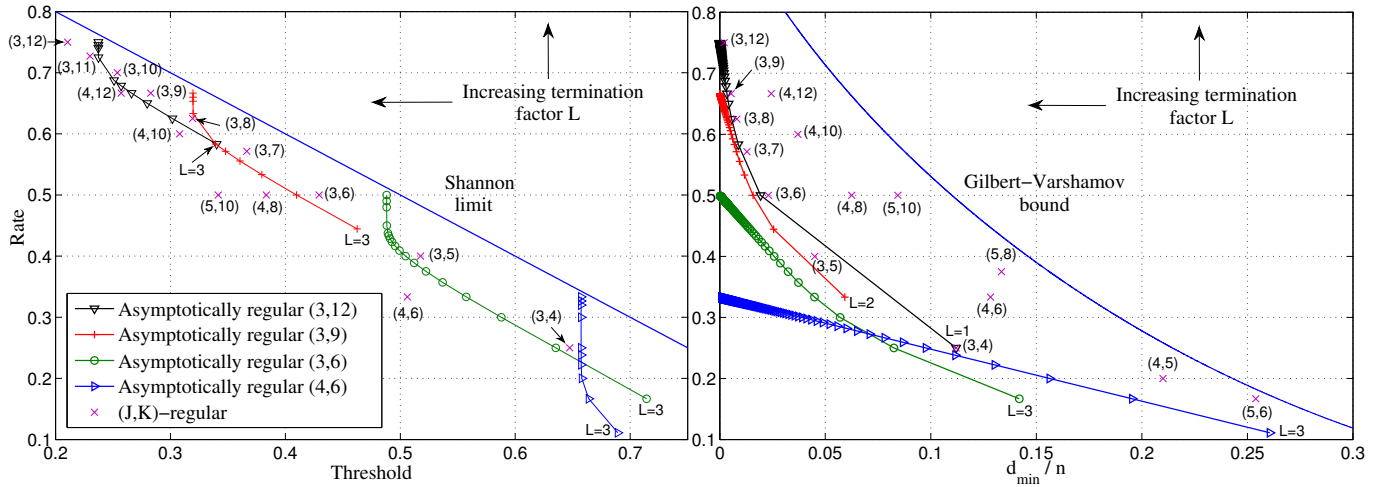 0.8
0.7
0.6
0.5
0.4
0.3
0.2
0.1
Rate
0.2
0.3
0.4
0.5
0.6
0.7
Threshold
(3,12)
(3,11)
(3,10)
(4,12)
(3,9)
(3,8)
(4,10)
(3,7)
L=3
(3,6)
(5,10)
(4,8)
L=3
(3,5)
(4,6)
(3,4)
L=3
L=3
Increasing termination
factor L
Shannon
limit
Asymptotically regular (3,12)
Asymptotically regular (3,9)
Asymptotically regular (3,6)
Asymptotically regular (4,6)
(J,K)-regular
0.8
0.7
0.6
0.5
0.4
0.3
0.2
0.1
0
0.05
0.1
0.15
0.2
0.25
0.3
d_min / n
(3,12)
(3,9)
(4,12)
(3,8)
(4,10)
(3,7)
(3,6)
(4,8)
(5,10)
(3,5)
(5,8)
(4,6)
L=2
L=1
(3,4)
(4,5)
(5,6)
L=3
L=3
Increasing termination
factor L
Gilbert-Varshamov
bound